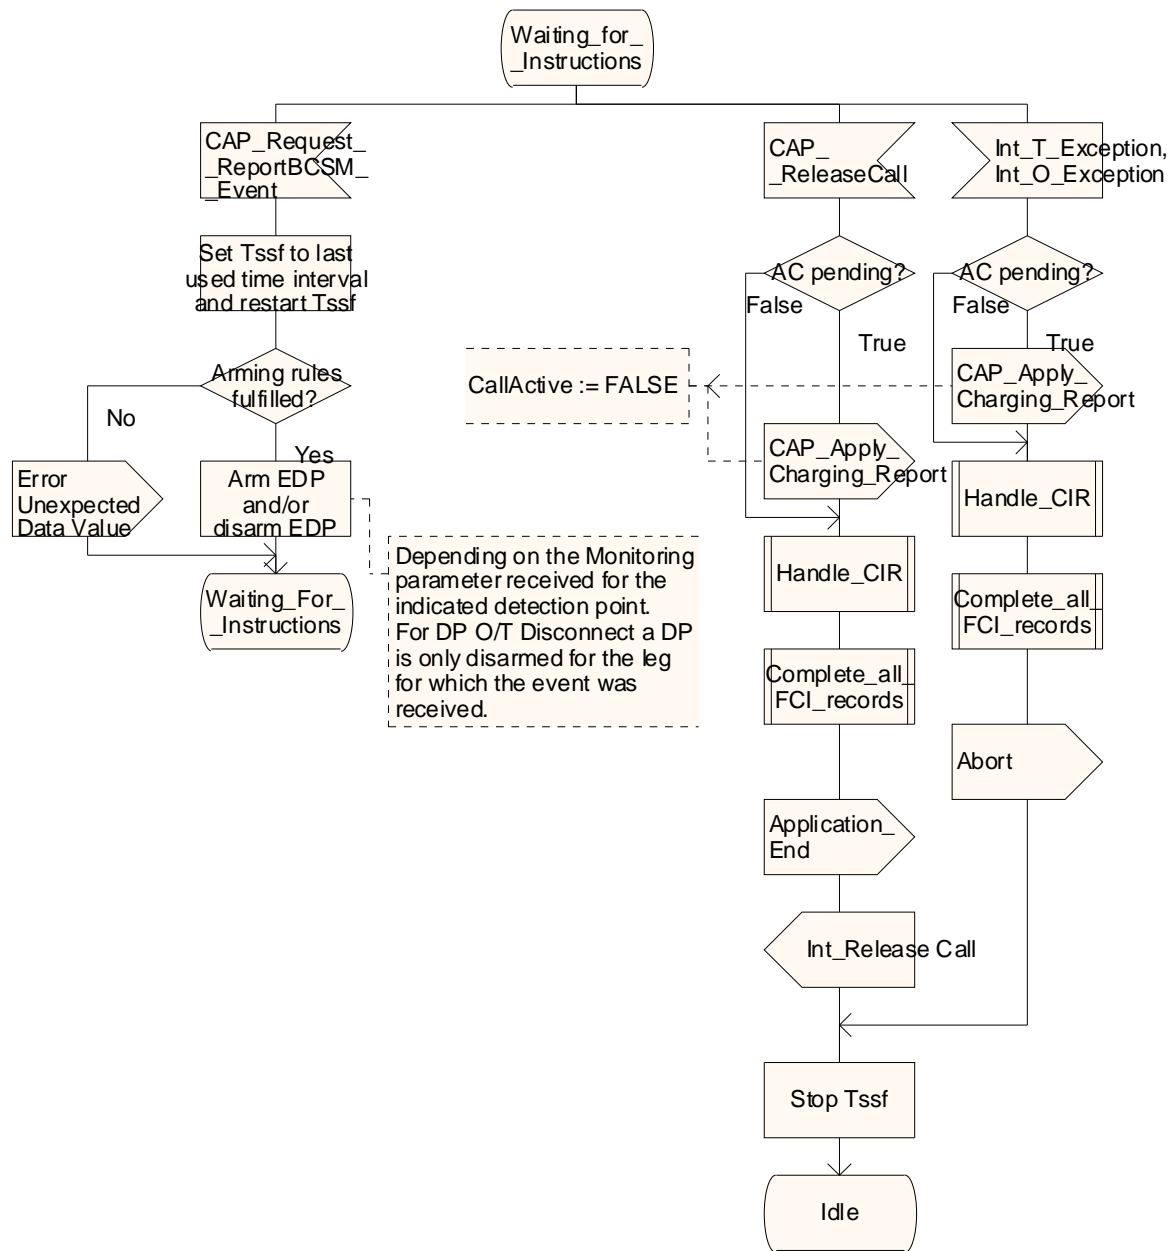 Waiting_for_
_Instructions
CAP_Request_
_ReportBCSM_
_Event
Set Tssf to last
used time interval
and restart Tssf
Arming rules
fulfilled?
No
Yes
Error
Unexpected
Data Value
Arm EDP
and/or
disarm EDP
Waiting_For_
_Instructions
Depending on the Monitoring
parameter received for the
indicated detection point.
For DP O/T Disconnect a DP
is only disarmed for the leg
for which the event was
received.
CallActive := FALSE
CAP_
_ReleaseCall
AC pending?
False
True
CAP_Apply_
Charging_Report
Handle_CIR
Complete_all_
FCI_records
Application_
End
Int_Release Call
Stop Tssf
Idle
Int_T_Exception,
Int_O_Exception
AC pending?
False
True
CAP_Apply_
Charging_Report
Handle_CIR
Complete_all_
FCI_records
Abort